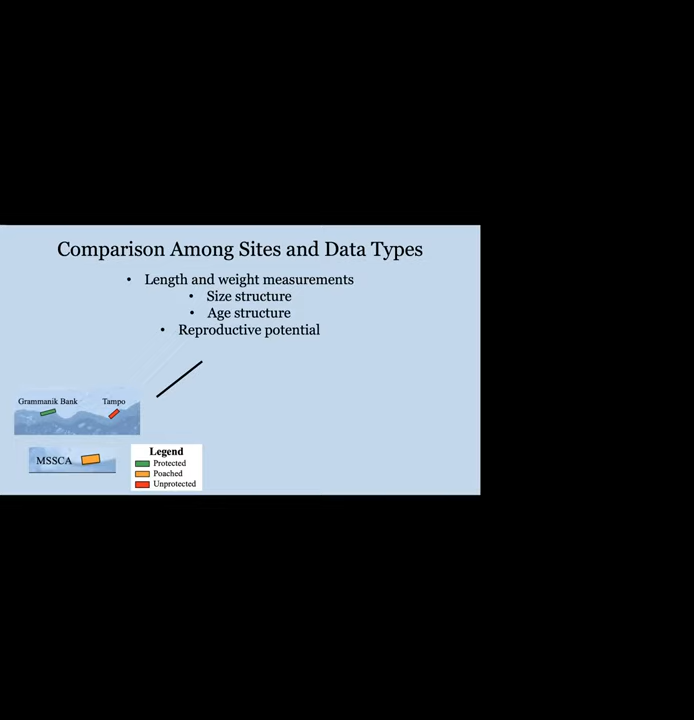 Comparison Among Sites and Data Types
• Length and weight measurements
• Size structure
• Age structure
• Reproductive potential
Grammanik Bank
Tampo
MSSCA
Legend
Protected
Poached
Unprotected